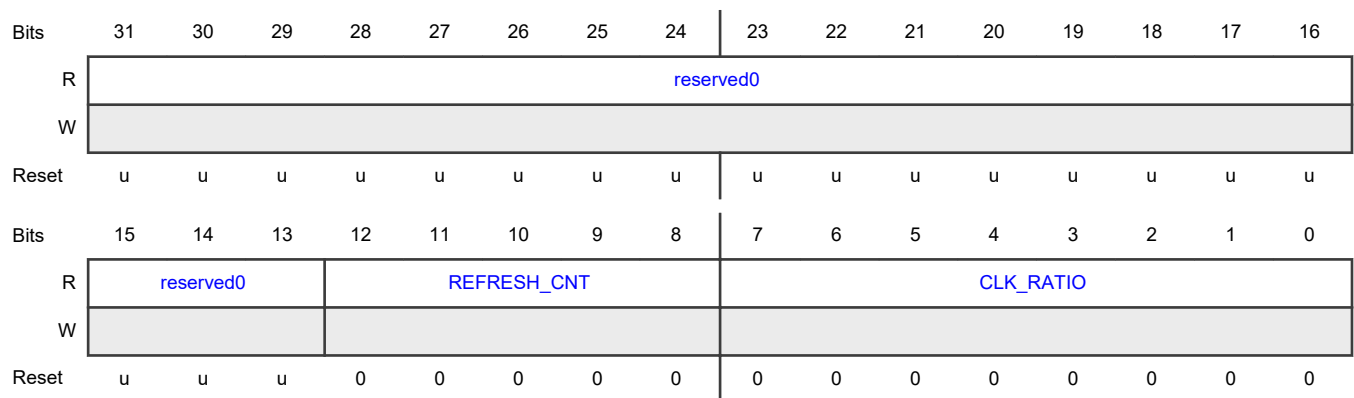 Bits 31 30 29 28 27 26 25 24 23 22 21 20 19 18 17 16
R reserved0
W
Reset u u u u u u u u u u u u u u u u
Bits 15 14 13 12 11 10 9 8 7 6 5 4 3 2 1 0
R reserved0 REFRESH_CNT CLK_RATIO
W
Reset u u u 0 0 0 0 0 0 0 0 0 0 0 0 0